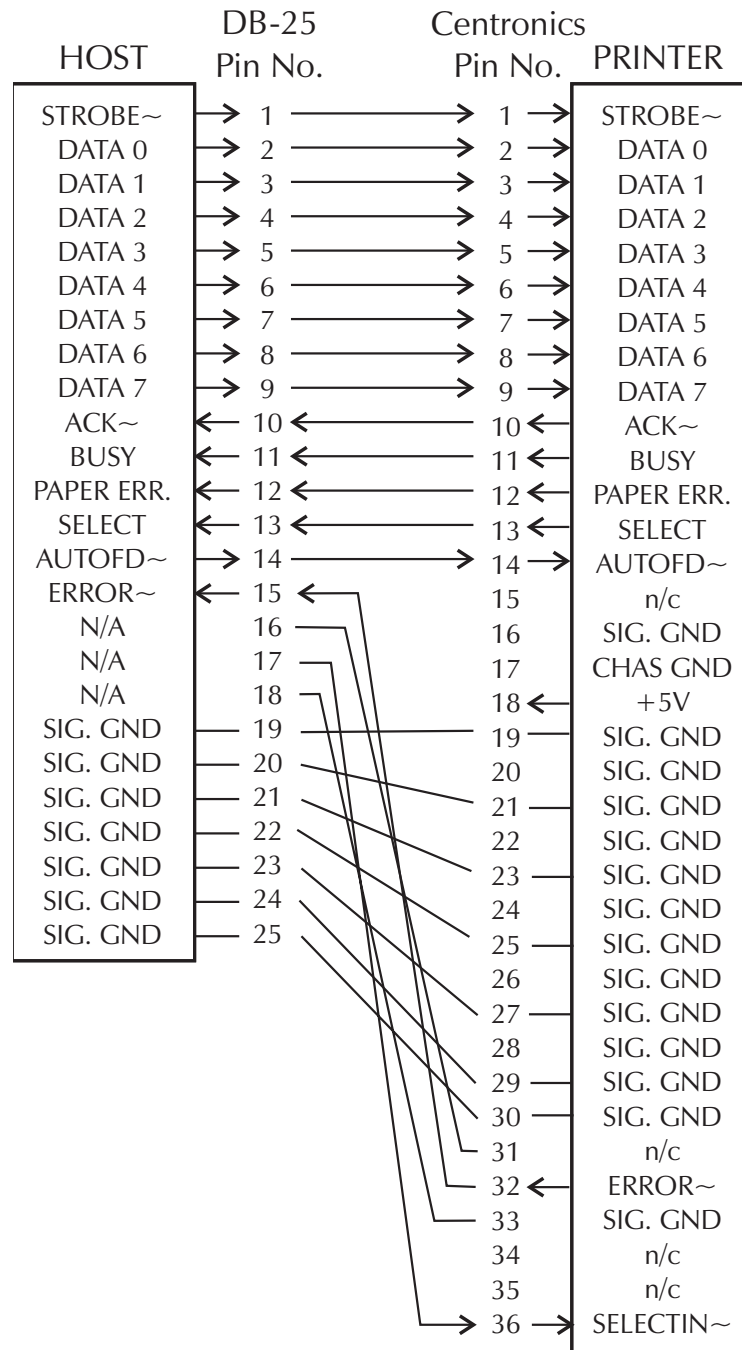 DB-25 Centronics
HOST Pin No. Pin No. PRINTER
STROBE~ 1 1 STROBE~
DATA 0 2 2 DATA 0
DATA 1 3 3 DATA 1
DATA 2 4 4 DATA 2
DATA 3 5 5 DATA 3
DATA 4 6 6 DATA 4
DATA 5 7 7 DATA 5
DATA 6 8 8 DATA 6
DATA 7 9 9 DATA 7
ACK~ 10 10 ACK~
BUSY 11 11 BUSY
PAPER ERR. 12 12 PAPER ERR.
SELECT 13 13 SELECT
AUTOFD~ 14 14 AUTOFD~
ERROR~ 15 15 n/c
N/A 16 16 SIG. GND
N/A 17 17 CHAS GND
N/A 18 18 +5V
SIG. GND 19 19 SIG. GND
SIG. GND 20 20 SIG. GND
SIG. GND 21 21 SIG. GND
SIG. GND 22 22 SIG. GND
SIG. GND 23 23 SIG. GND
SIG. GND 24 24 SIG. GND
SIG. GND 25 25 SIG. GND
26 SIG. GND
27 SIG. GND
28 SIG. GND
29 SIG. GND
30 SIG. GND
31 n/c
32 ERROR~
33 SIG. GND
34 n/c
35 n/c
36 SELECTIN~